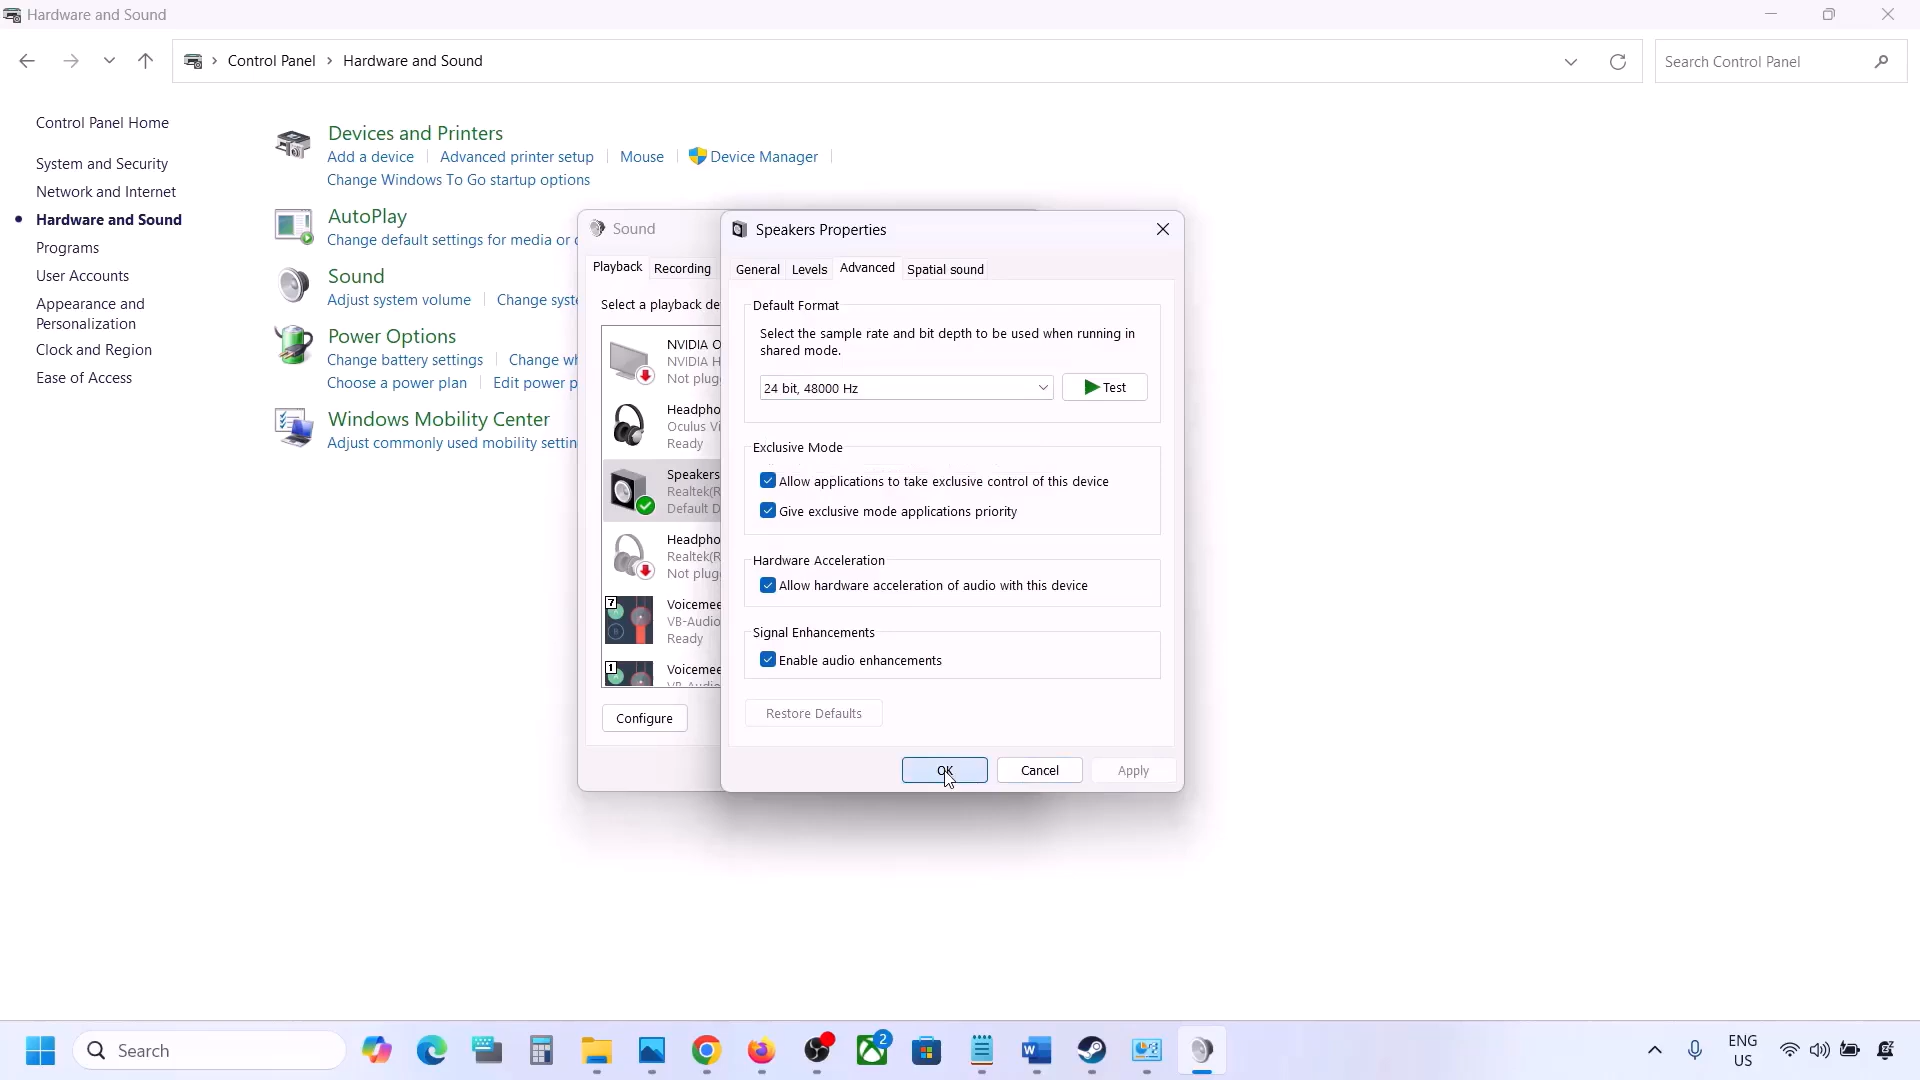 Hardware and Sound
Control Panel › Hardware and Sound
Search Control Panel
Control Panel Home
System and Security
Network and Internet
Hardware and Sound
Programs
User Accounts
Appearance and
Personalization
Clock and Region
Ease of Access
Devices and Printers
Add a device
Advanced printer setup
Mouse
Device Manager
Change Windows To Go startup options
AutoPlay
Change default settings for media or
Sound
Adjust system volume
Change syst
Power Options
Change battery settings
Change wh
Choose a power plan
Edit power p
Windows Mobility Center
Adjust commonly used mobility settin
Sound
Playback
Recording
Select a playback de
NVIDIA O
NVIDIA H
Not plug
Headpho
Oculus Vi
Ready
Speakers
Realtek(R
Default D
Headpho
Realtek(R
Not plug
7
Voicemee
VB-Audio
Ready
1
Voicemee
Configure
Speakers Properties
General
Levels
Advanced
Spatial sound
Default Format
Select the sample rate and bit depth to be used when running in
shared mode.
24 bit, 48000 Hz
Test
Exclusive Mode
Allow applications to take exclusive control of this device
Give exclusive mode applications priority
Hardware Acceleration
Allow hardware acceleration of audio with this device
Signal Enhancements
Enable audio enhancements
Restore Defaults
OK
Cancel
Apply
Search
2
ENG
US